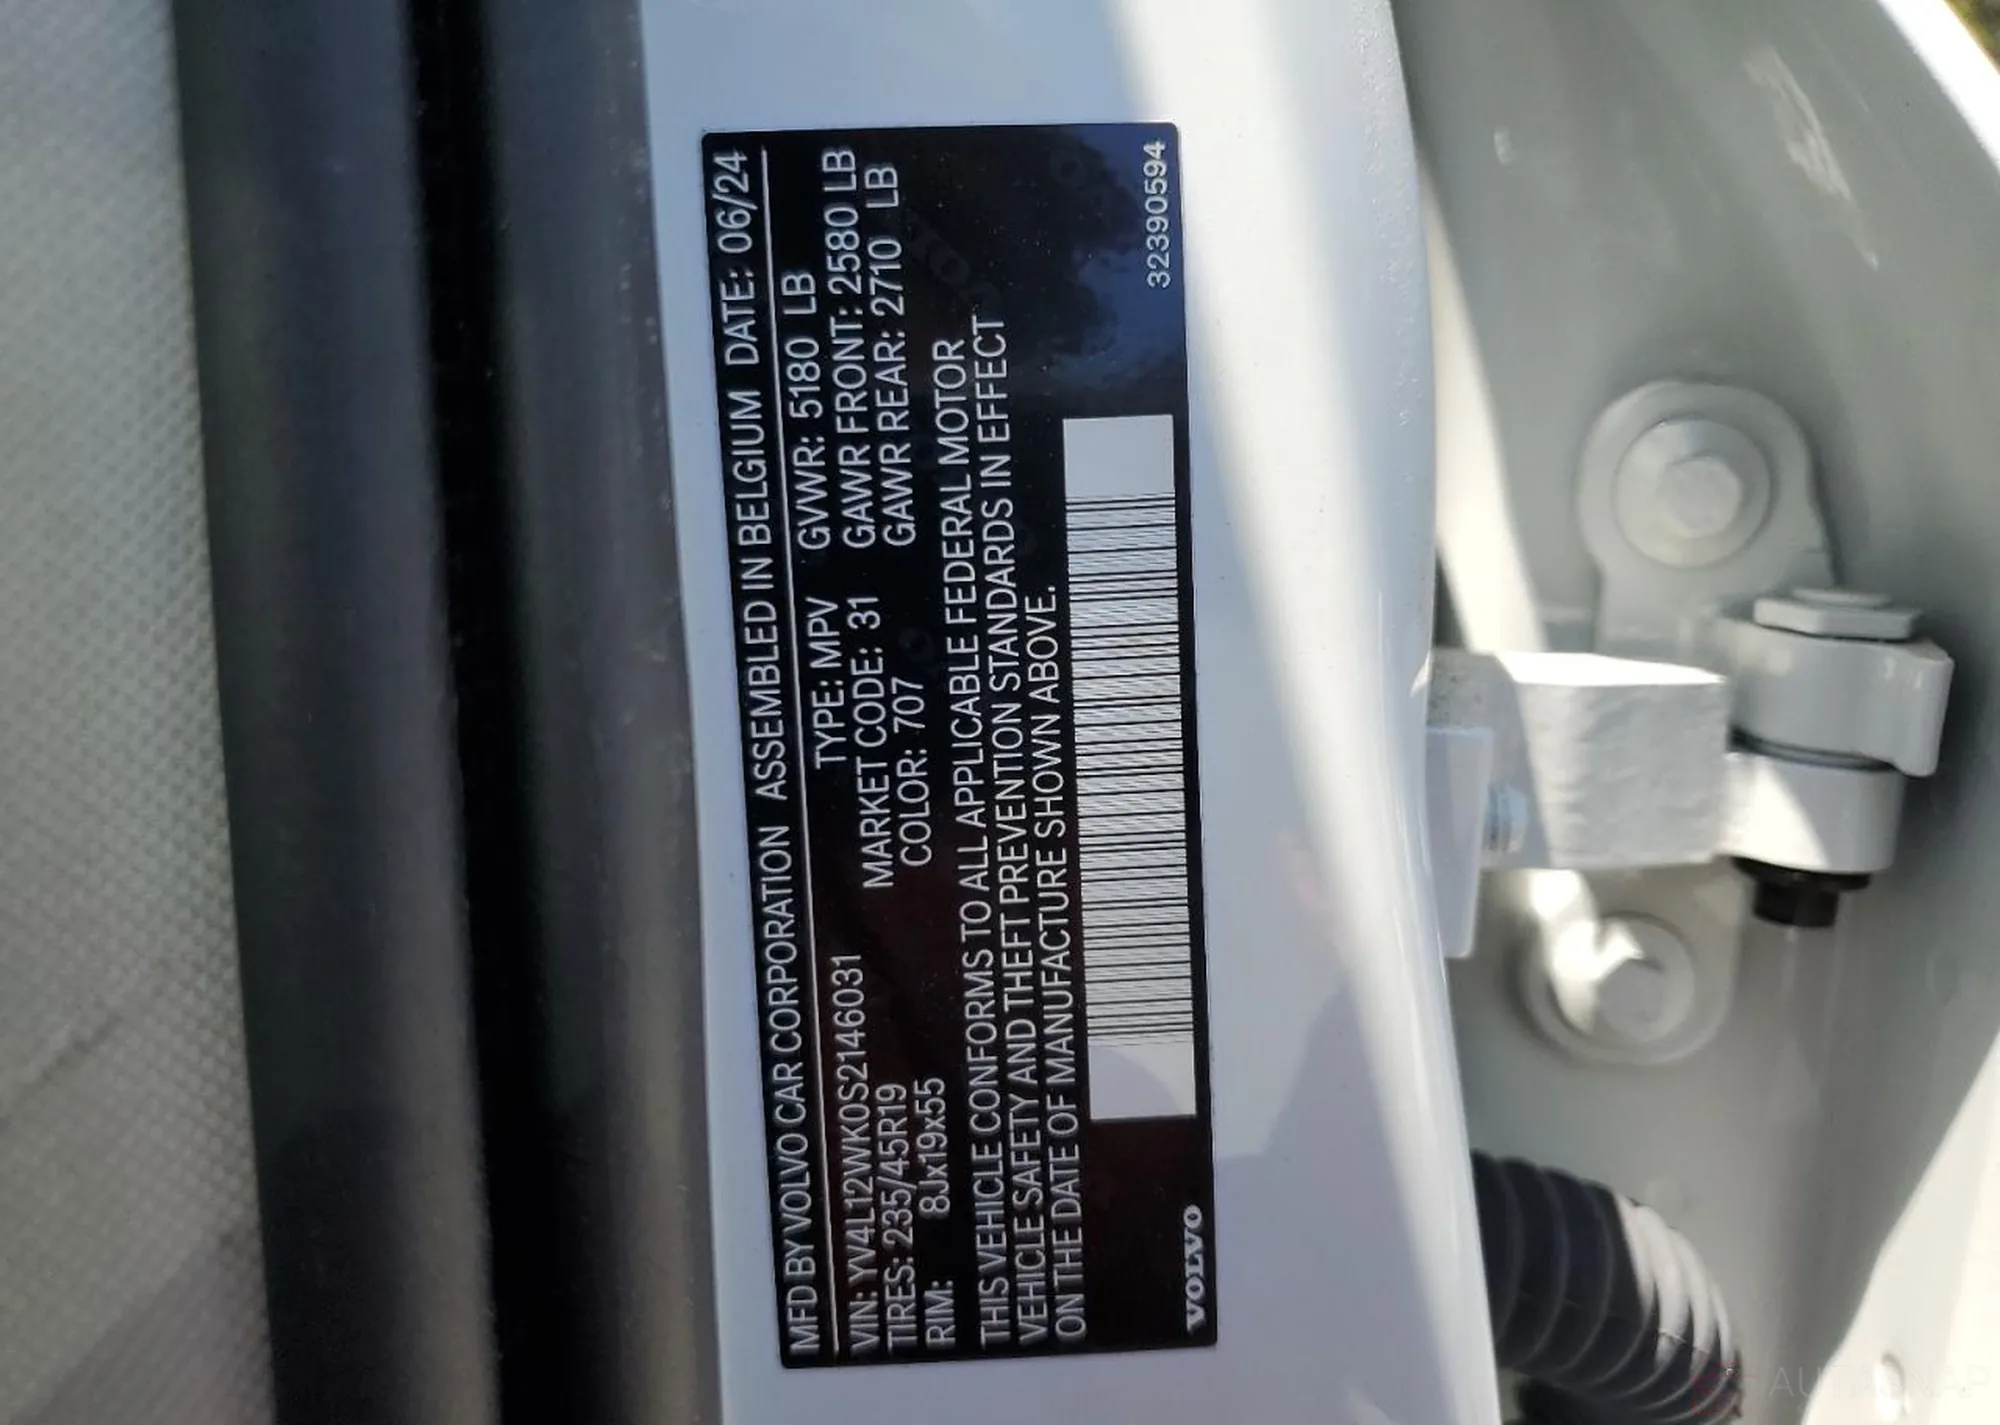 MFD BY VOLVO CAR CORPORATION ASSEMBLED IN BELGIUM DATE: 06/24
VIN: YV4L12WK0S2146031 TYPE: MPV GVWR: 5180 LB
TIRES: 235/45R19 MARKET CODE: 31 GAWR FRONT: 2580 LB
RIM: 8Jx19x55 COLOR: 707 GAWR REAR: 2710 LB
THIS VEHICLE CONFORMS TO ALL APPLICABLE FEDERAL MOTOR
VEHICLE SAFETY AND THEFT PREVENTION STANDARDS IN EFFECT
ON THE DATE OF MANUFACTURE SHOWN ABOVE.
VOLVO 32390594